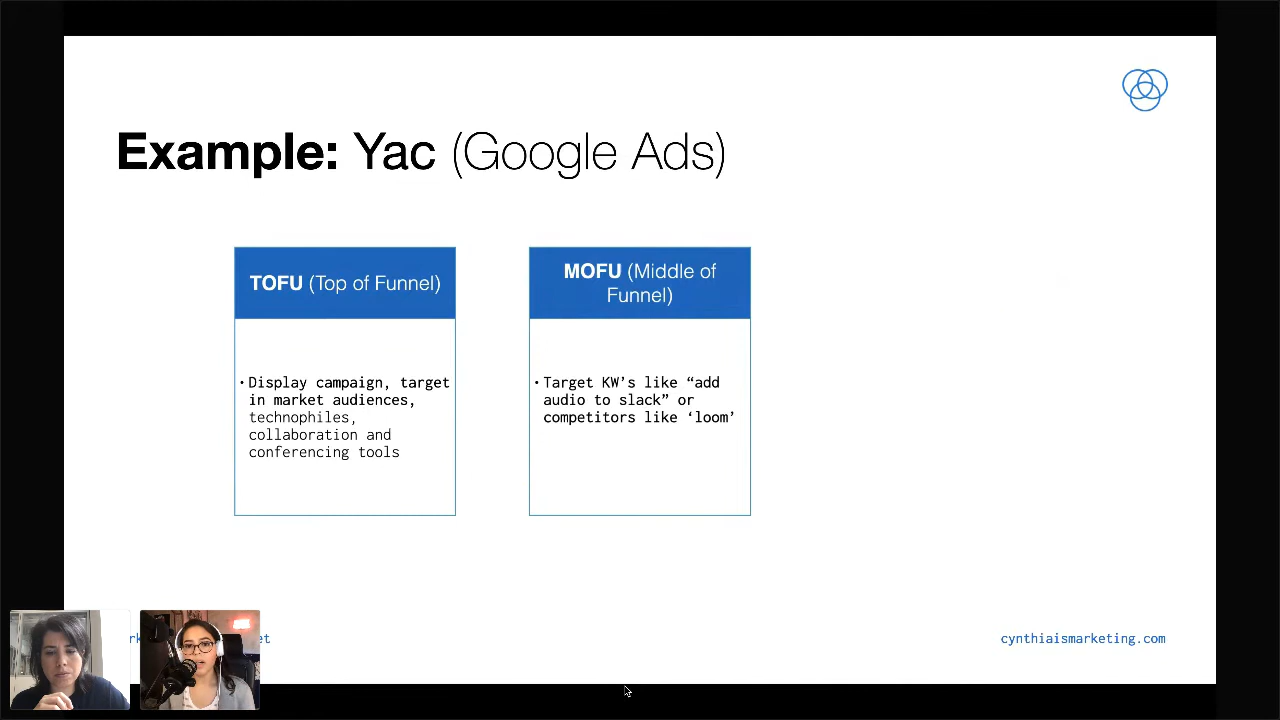 Example: Yac (Google Ads)
TOFU (Top of Funnel)
• Display campaign, target
in market audiences,
technophiles,
collaboration and
conferencing tools
MOFU (Middle of
Funnel)
• Target KW’s like “add
audio to slack” or
competitors like ‘loom’
cynthiaismarketing.com